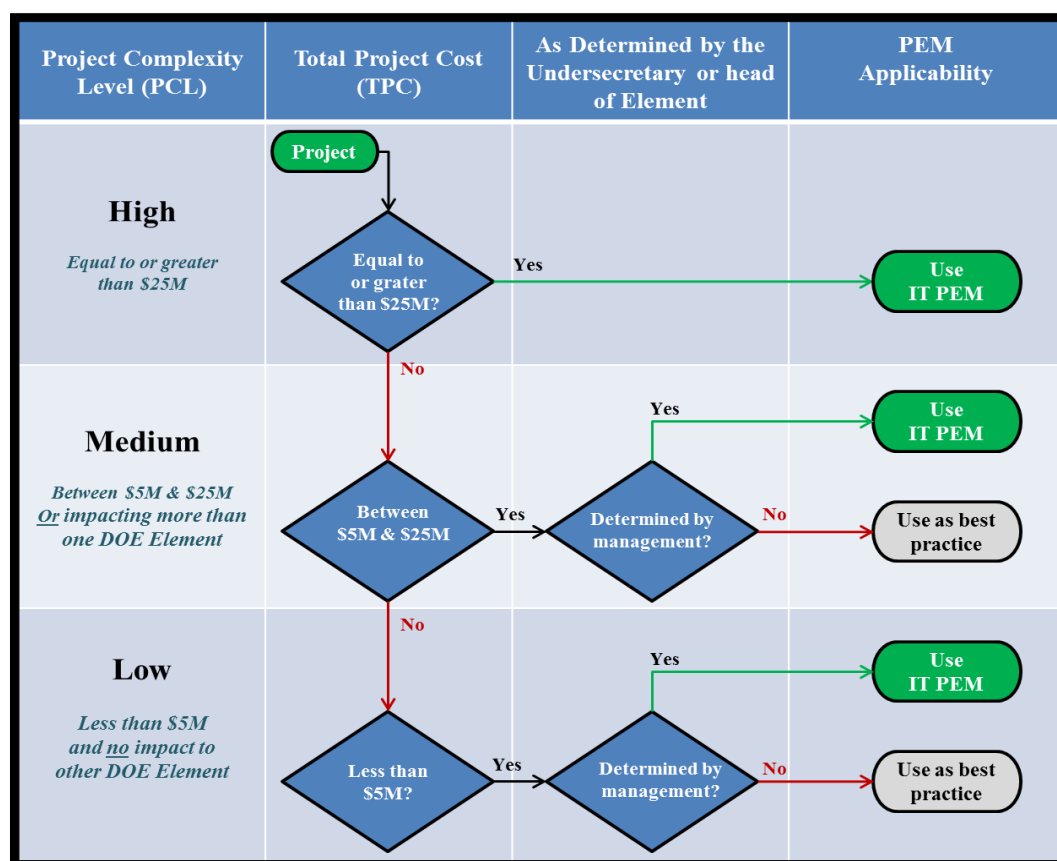 Project Complexity
Level (PCL)
Total Project Cost
(TPC)
As Determined by the
Undersecretary or head
of Element
PEM
Applicability
Project
High
Equal to or greater
than $25M
Equal to
or grater
than $25M?
Yes
Use
IT PEM
No
Medium
Between $5M & $25M
Or impacting more than
one DOE Element
Between
$5M & $25M
Yes
Determined by
management?
Yes
Use
IT PEM
No
Use as best
practice
No
Low
Less than $5M
and no impact to
other DOE Element
Less than
$5M?
Yes
Determined by
management?
Yes
Use
IT PEM
No
Use as best
practice